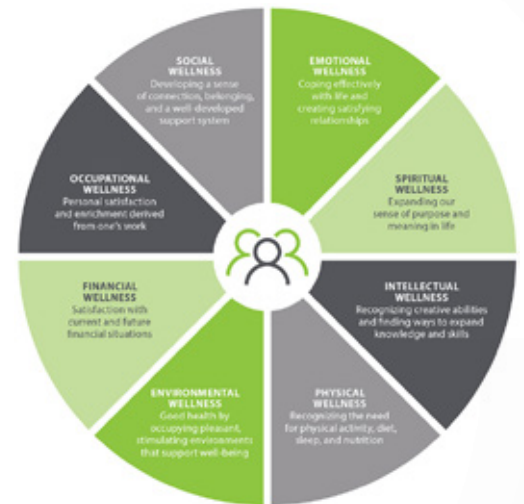 SOCIAL
WELLNESS
Developing a sense
of connection, belonging,
and a well-developed
support system
EMOTIONAL
WELLNESS
Coping effectively
with life and
creating satisfying
relationships
SPIRITUAL
WELLNESS
Expanding our
sense of purpose and
meaning in life
INTELLECTUAL
WELLNESS
Recognizing creative abilities
and finding ways to expand
knowledge and skills
PHYSICAL
WELLNESS
Recognizing the need
for physical activity, diet,
sleep, and nutrition
ENVIRONMENTAL
WELLNESS
Good health by
occupying pleasant,
stimulating environments
that support well-being
FINANCIAL
WELLNESS
Satisfaction with
current and future
financial situations
OCCUPATIONAL
WELLNESS
Personal satisfaction
and enrichment derived
from one's work